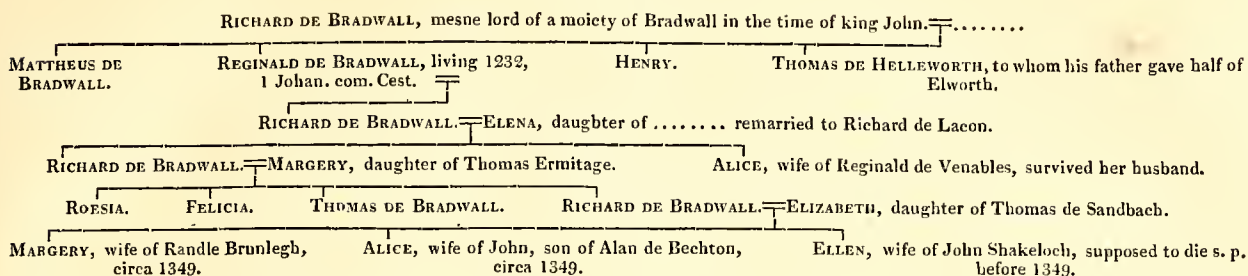 RICHARD DE BRADWALL, mesne lord of a moiety of Bradwall in the time of king John.=........
MATTHEUS DE BRADWALL.
REGINALD DE BRADWALL, living 1232,
1 Johan. com. Cest.
HENRY.
THOMAS DE HELLEWORTH, to whom his father gave half of
Elworth.
RICHARD DE BRADWALL.=ELENA, daughter of ........ remarried to Richard de Lacon.
RICHARD DE BRADWALL.=MARGERY, daughter of Thomas Ermitage.
ALICE, wife of Reginald de Venables, survived her husband.
ROESIA.
FELICIA.
THOMAS DE BRADWALL.
RICHARD DE BRADWALL.=ELIZABETH, daughter of Thomas de Sandbach.
MARGERY, wife of Randle Brunlegh,
circa 1349.
ALICE, wife of John, son of Alan de Bechton,
circa 1349.
ELLEN, wife of John Shakeloch, supposed to die s. p.
before 1349.